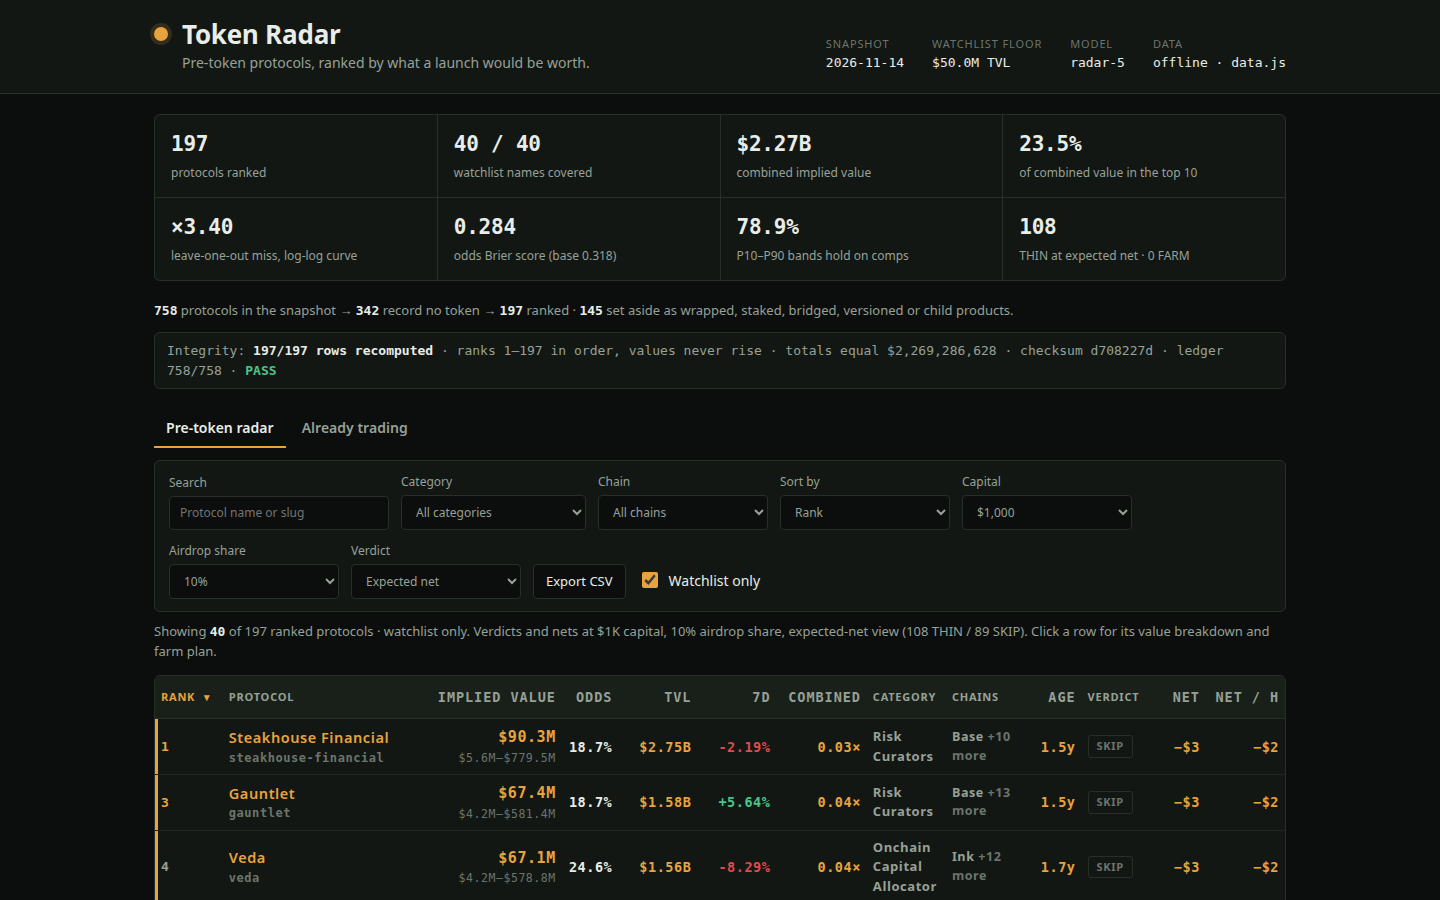 Token Radar
Pre-token protocols, ranked by what a launch would be worth.
SNAPSHOT WATCHLIST FLOOR MODEL DATA
2026-11-14 $50.0M TVL radar-5 offline · data.js
197 40 / 40 $2.27B 23.5%
protocols ranked watchlist names covered combined implied value of combined value in the top 10
×3.40 0.284 78.9% 108
leave-one-out miss, log-log curve odds Brier score (base 0.318) P10–P90 bands hold on comps THIN at expected net · 0 FARM
758 protocols in the snapshot → 342 record no token → 197 ranked · 145 set aside as wrapped, staked, bridged, versioned or child products.
Integrity: 197/197 rows recomputed · ranks 1–197 in order, values never rise · totals equal $2,269,286,628 · checksum d708227d · ledger
758/758 · PASS
Pre-token radar Already trading
Search Category Chain Sort by Capital
Protocol name or slug All categories All chains Rank $1,000
Airdrop share Verdict
10% Expected net Export CSV Watchlist only
Showing 40 of 197 ranked protocols · watchlist only. Verdicts and nets at $1K capital, 10% airdrop share, expected-net view (108 THIN / 89 SKIP). Click a row for its value breakdown and
farm plan.
RANK ▼ PROTOCOL IMPLIED VALUE ODDS TVL 7D COMBINED CATEGORY CHAINS AGE VERDICT NET NET / H
1 Steakhouse Financial $90.3M 18.7% $2.75B -2.19% 0.03× Risk Base +10 1.5y SKIP −$3 −$2
steakhouse-financial $5.6M–$779.5M Curators more
3 Gauntlet $67.4M 18.7% $1.58B +5.64% 0.04× Risk Base +13 1.5y SKIP −$3 −$2
gauntlet $4.2M–$581.4M Curators more
4 Veda $67.1M 24.6% $1.56B -8.29% 0.04× Onchain Ink +12 1.7y SKIP −$3 −$2
veda $4.2M–$578.8M Capital more
Allocator